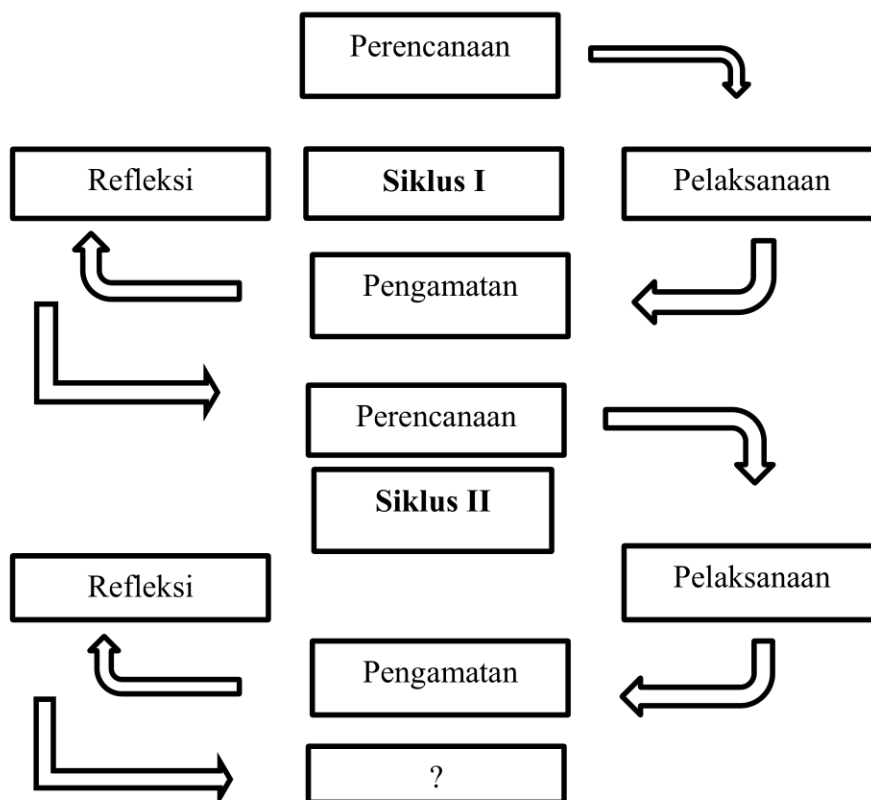 Perencanaan
Refleksi
Siklus I
Pelaksanaan
Pengamatan
Perencanaan
Siklus II
Refleksi
Pelaksanaan
Pengamatan
?